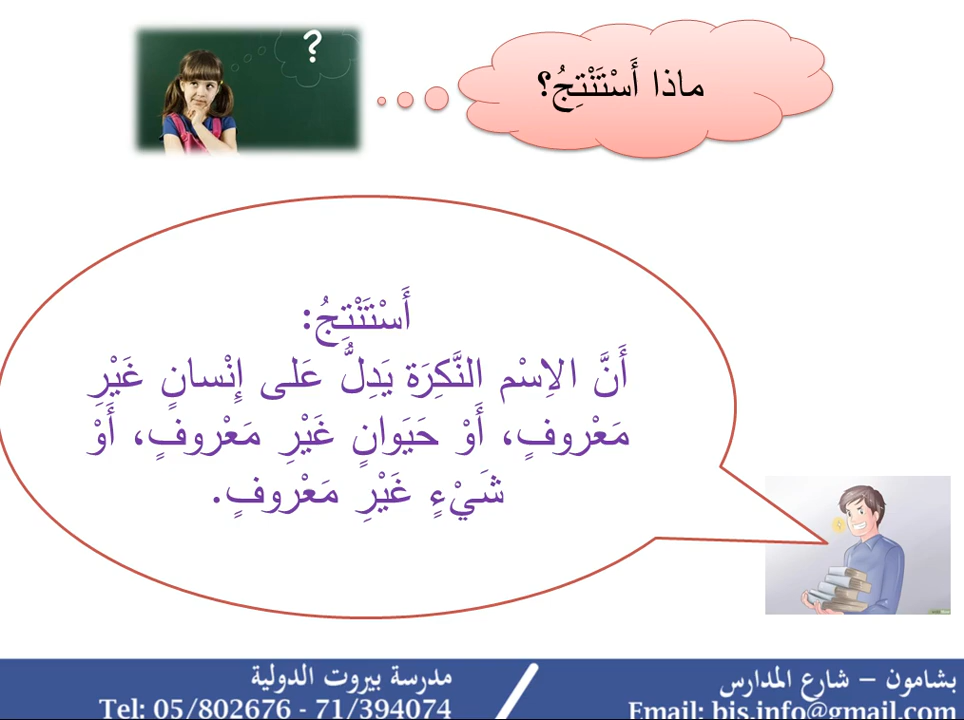 ?
ماذا أَسْتَنْتِجُ؟
أَسْتَنْتِجُ:
أَنَّ الاِسْم النَّكِرَة يَدِلُّ عَلى إِنْسانٍ غَيْرِ
مَعْروفٍ، أَوْ حَيَوانٍ غَيْرِ مَعْروفٍ، أَوْ
شَيْءٍ غَيْرِ مَعْروفٍ.
مدرسة بيروت الدولية
Tel: 05/802676 - 71/394074
بشامون – شارع المدارس
Email: bis.info@gmail.com